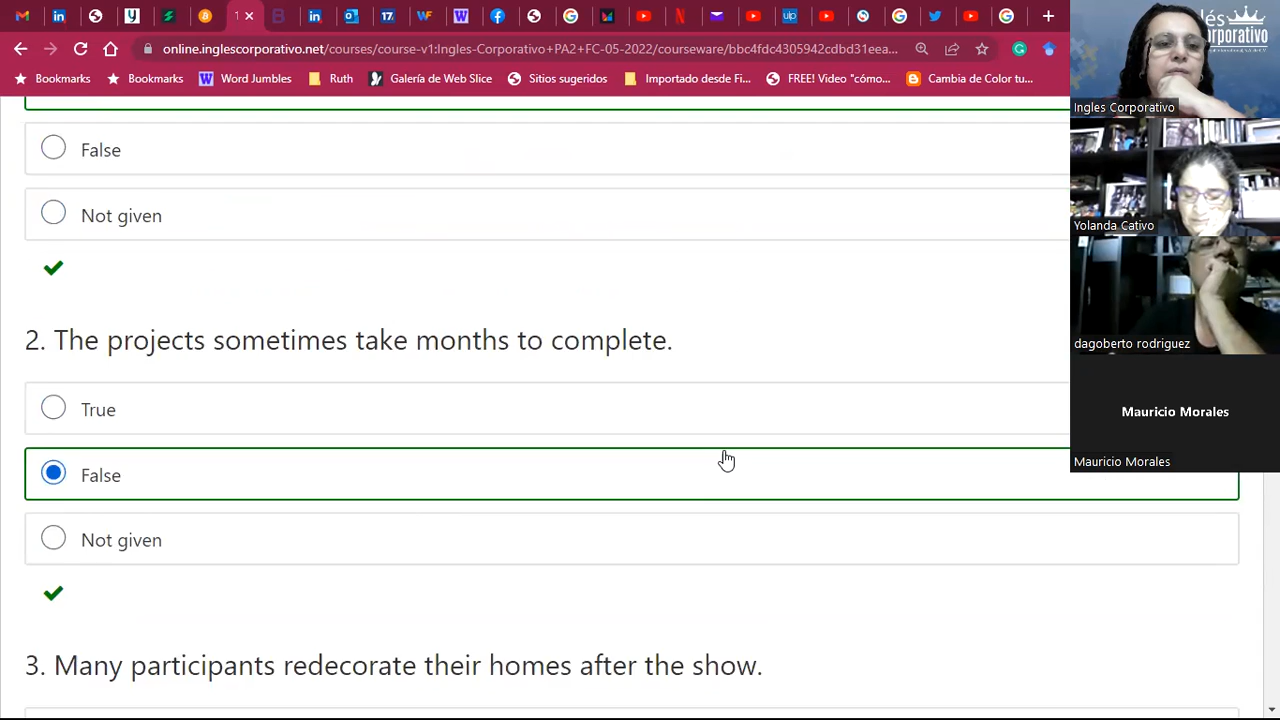 online.inglescorporativo.net/courses/course-v1:Ingles-Corporativo+PA2+FC-05-2022/courseware/bbc4fdc4305942cdbd31eea...
Bookmarks
Bookmarks
Word Jumbles
Ruth
Galería de Web Slice
Sitios sugeridos
Importado desde Fi...
FREE! Video "cómo...
Cambia de Color tu...
Ingles Corporativo
Yolanda Cativo
dagoberto rodriguez
Mauricio Morales
Mauricio Morales
False
Not given
2. The projects sometimes take months to complete.
True
False
Not given
3. Many participants redecorate their homes after the show.